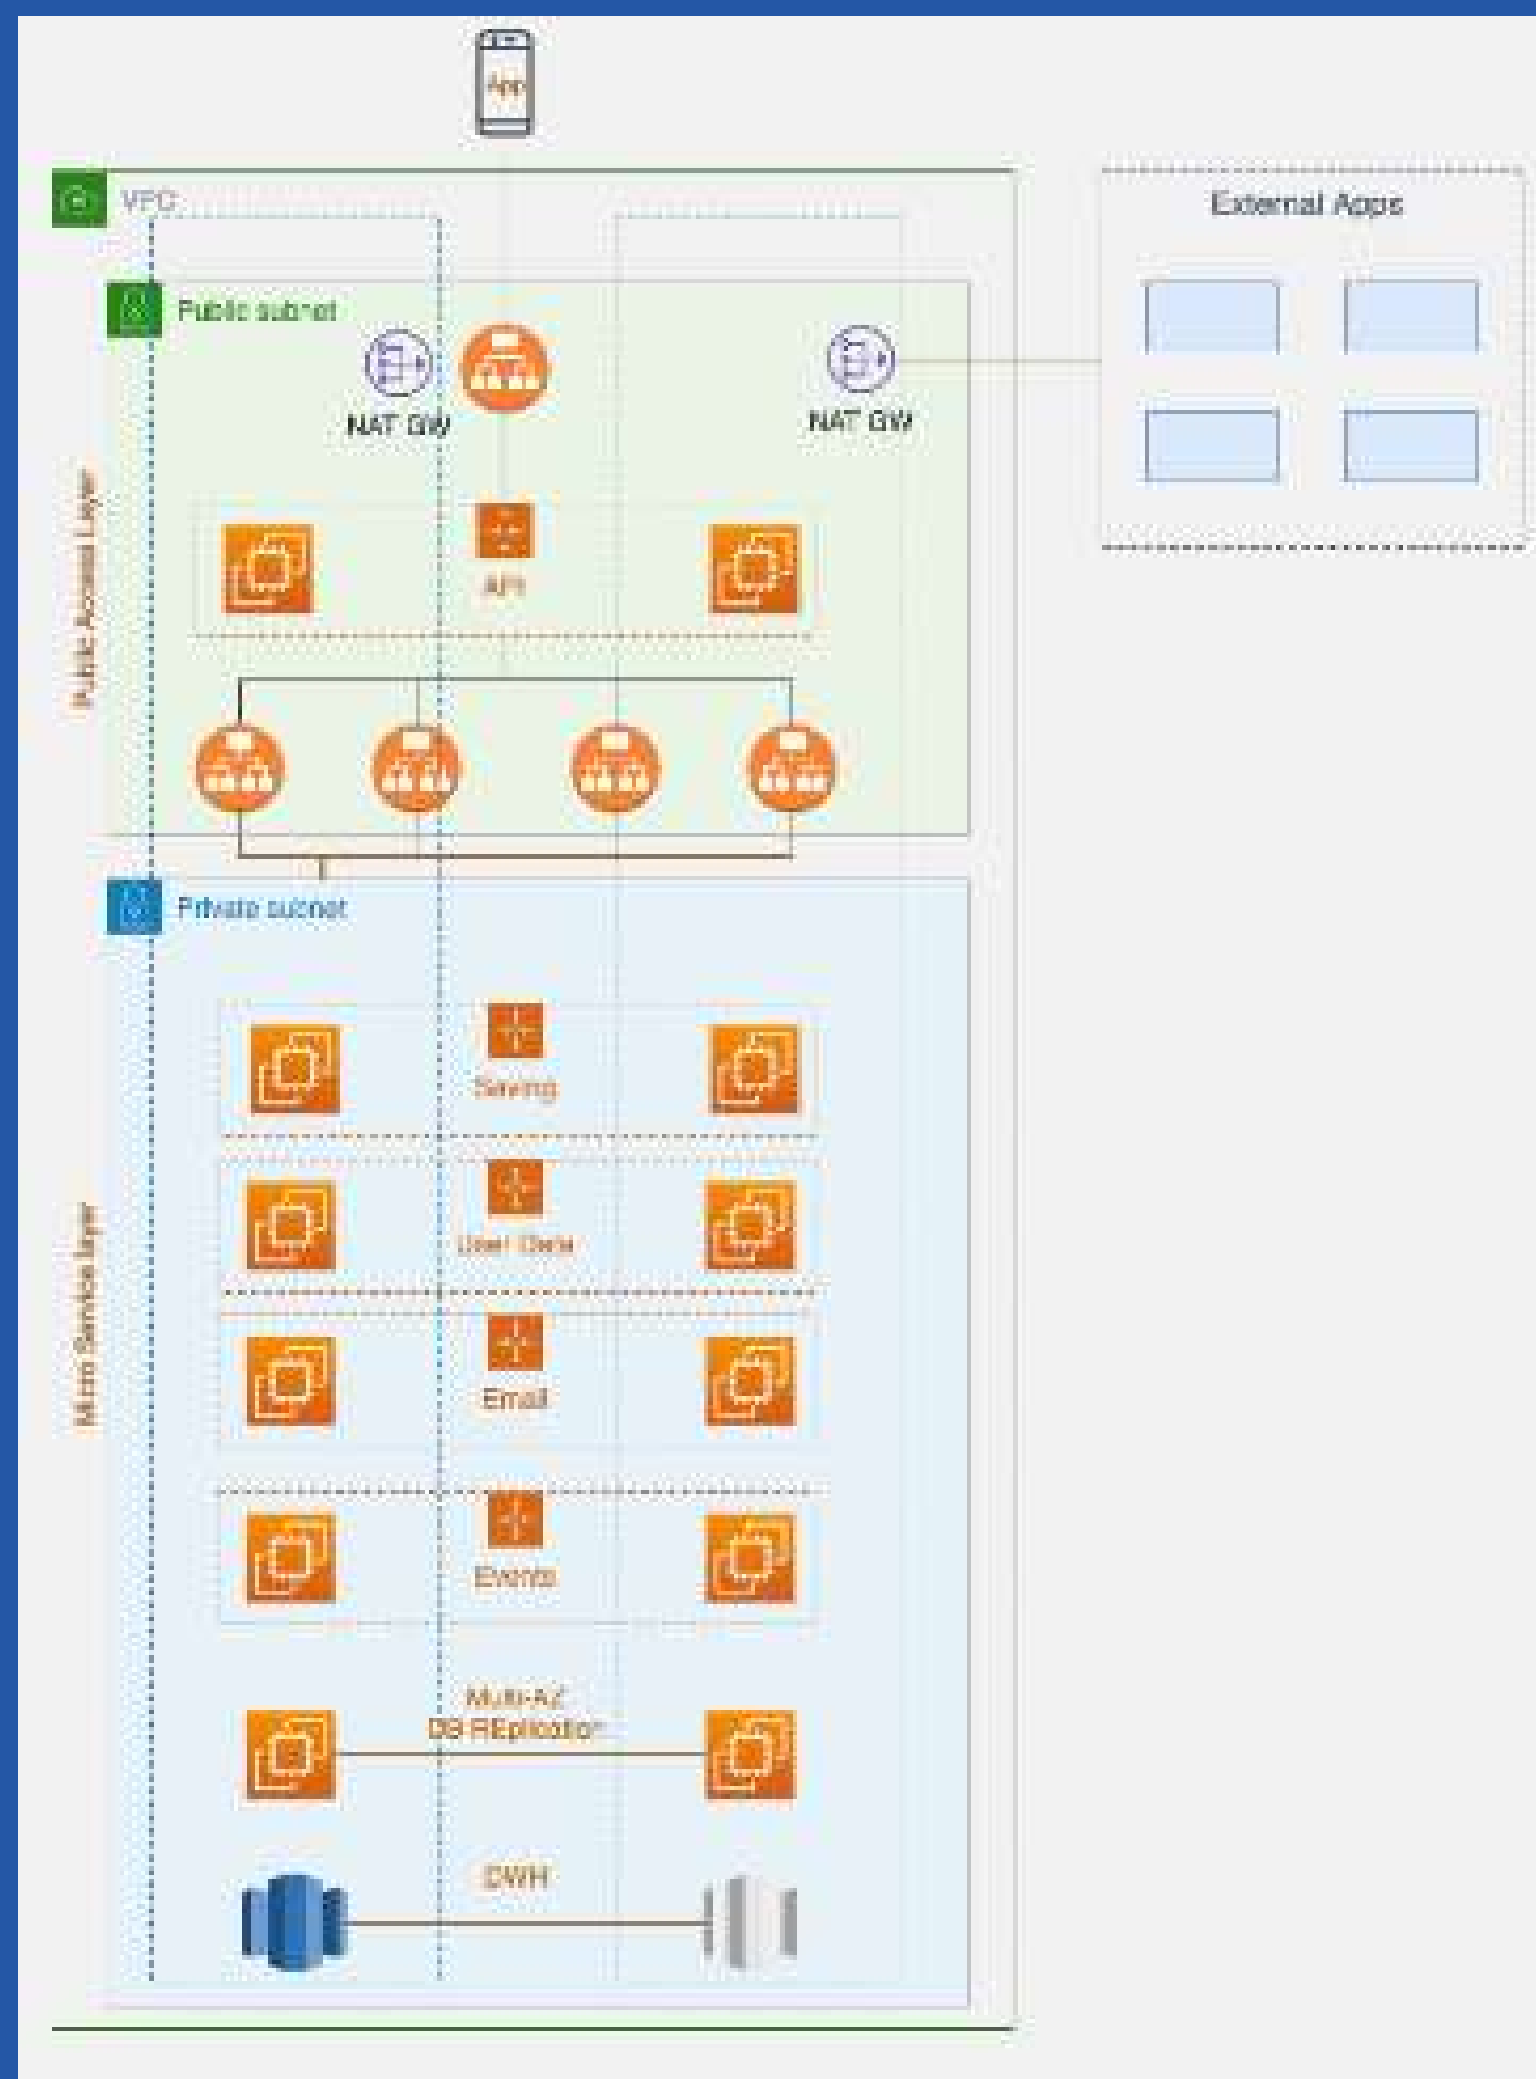 App
VPC
External Apps
Public subnet
NAT GW
NAT GW
API
Public Access Layer
Private subnet
Saving
User Data
Email
Events
Micro Service layer
Multi-AZ
DB REplication
DWH